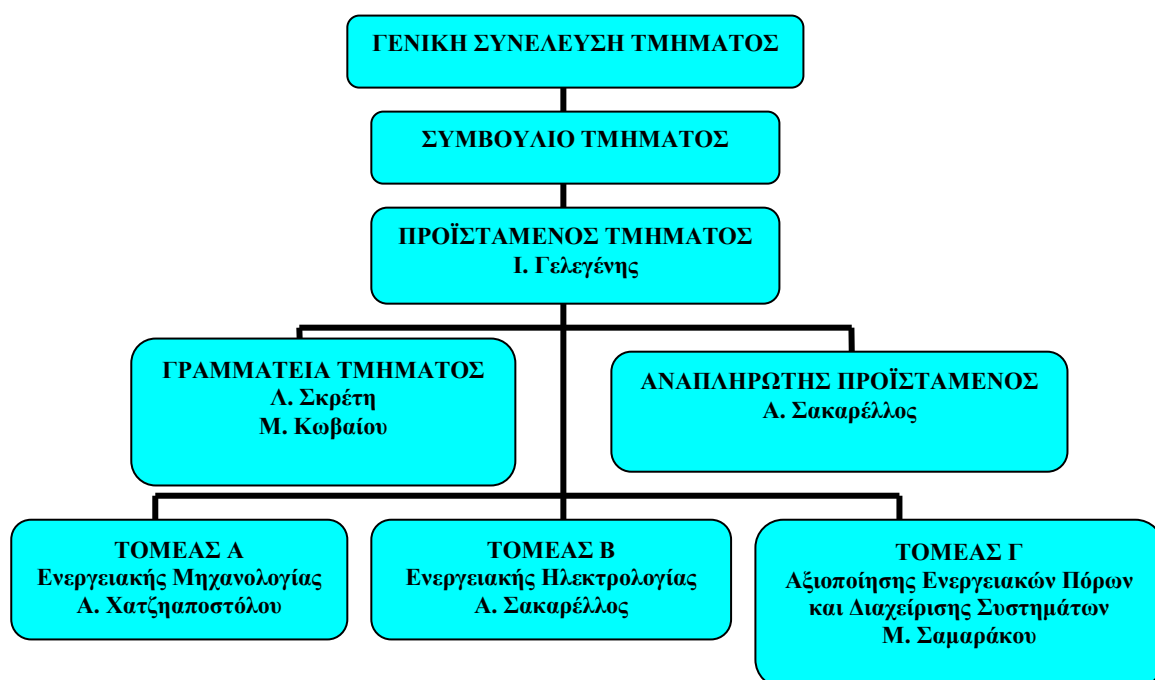 ΓΕΝΙΚΗ ΣΥΝΕΛΕΥΣΗ ΤΜΗΜΑΤΟΣ
ΣΥΜΒΟΥΛΙΟ ΤΜΗΜΑΤΟΣ
ΠΡΟΪΣΤΑΜΕΝΟΣ ΤΜΗΜΑΤΟΣ
Ι. Γελεγένης
ΓΡΑΜΜΑΤΕΙΑ ΤΜΗΜΑΤΟΣ
Λ. Σκρέτη
Μ. Κωβαίου
ΑΝΑΠΛΗΡΩΤΗΣ ΠΡΟΪΣΤΑΜΕΝΟΣ
Α. Σακαρέλλος
ΤΟΜΕΑΣ Α
Ενεργειακής Μηχανολογίας
Α. Χατζηαποστόλου
ΤΟΜΕΑΣ Β
Ενεργειακής Ηλεκτρολογίας
Α. Σακαρέλλος
ΤΟΜΕΑΣ Γ
Αξιοποίησης Ενεργειακών Πόρων
και Διαχείρισης Συστημάτων
Μ. Σαμαράκου